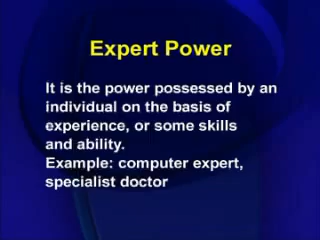 Expert Power
It is the power possessed by an
individual on the basis of
experience, or some skills
and ability.
Example: computer expert,
specialist doctor